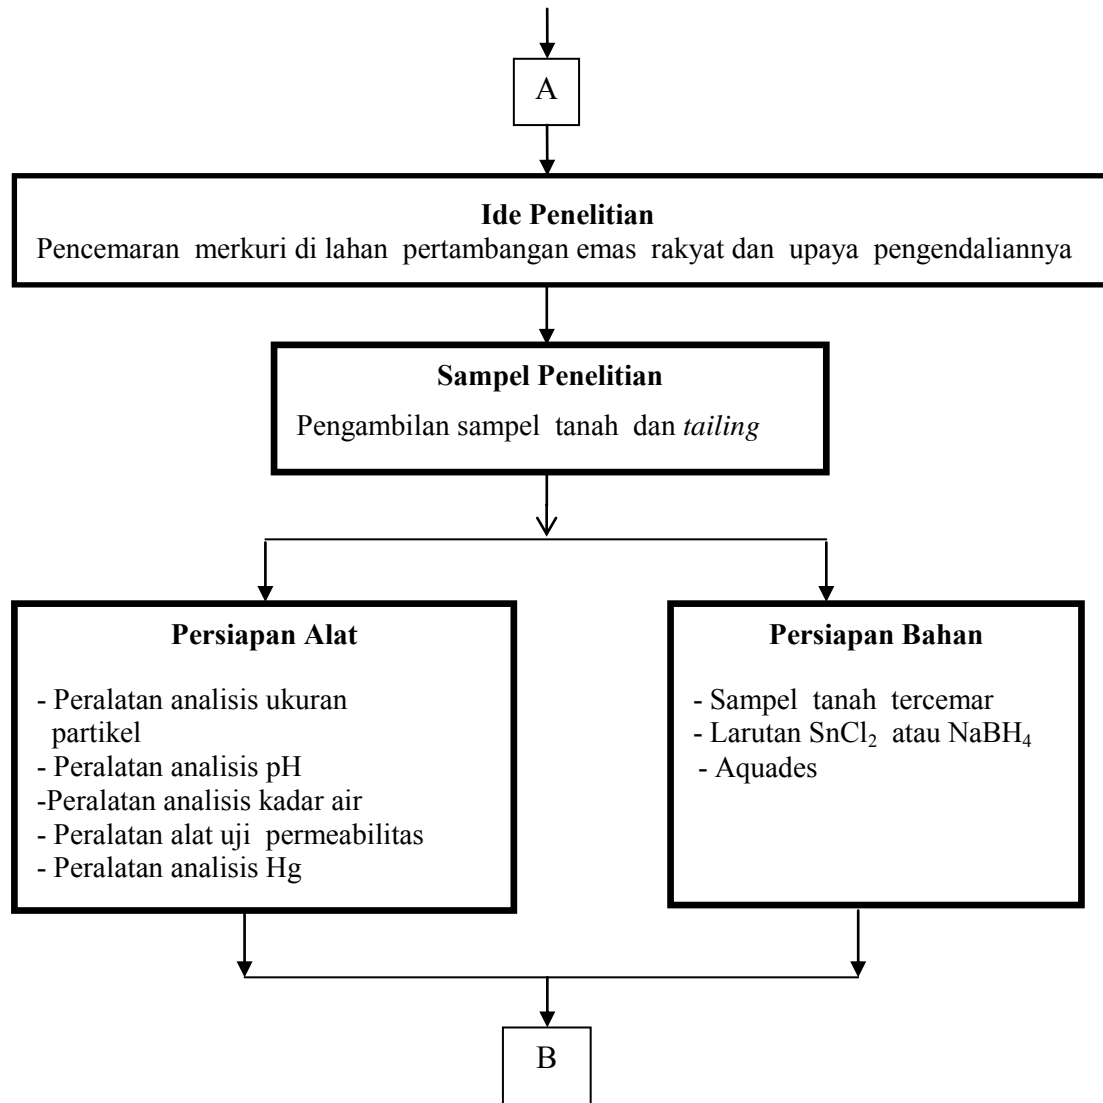 A
Ide Penelitian
Pencemaran merkuri di lahan pertambangan emas rakyat dan upaya pengendaliannya
Sampel Penelitian
Pengambilan sampel tanah dan tailing
Persiapan Alat
- Peralatan analisis ukuran
partikel
- Peralatan analisis pH
-Peralatan analisis kadar air
- Peralatan alat uji permeabilitas
- Peralatan analisis Hg
Persiapan Bahan
- Sampel tanah tercemar
- Larutan SnCl₂ atau NaBH₄
- Aquades
B